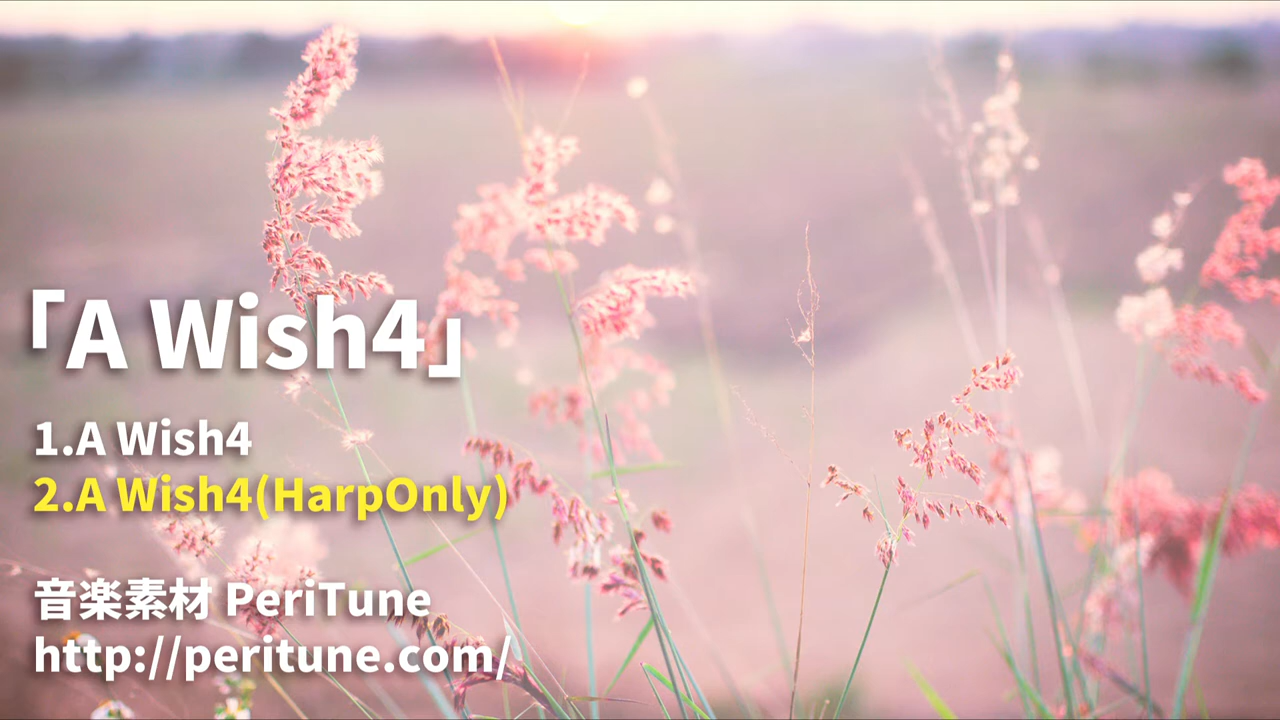 「A Wish4」
1.A Wish4
2.A Wish4(HarpOnly)
音楽素材 PeriTune
http://peritune.com/